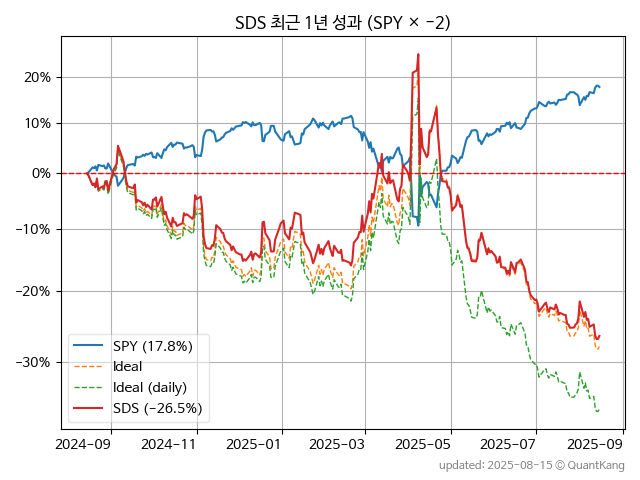 SDS 최근 1년 성과 (SPY × −2)
20%
10%
0%
−10%
−20%
−30%
SPY (17.8%)
Ideal
Ideal (daily)
SDS (−26.5%)
2024-09 2024-11 2025-01 2025-03 2025-05 2025-07 2025-09
updated: 2025-08-15 © QuantKang